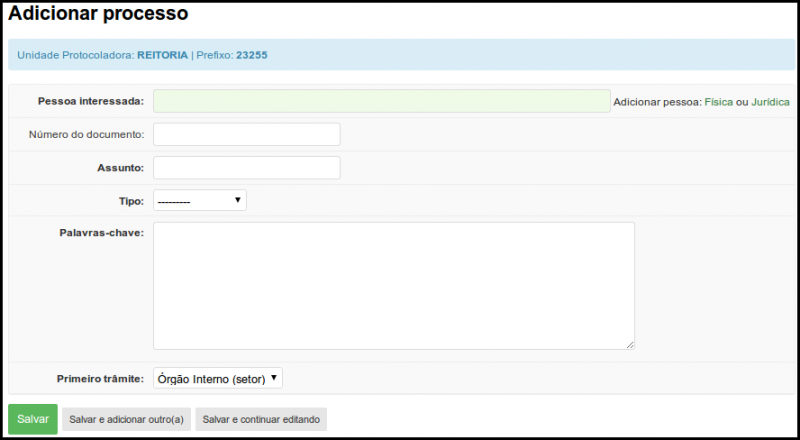 Adicionar processo
Unidade Protocoladora: REITORIA | Prefixo: 23255
Pessoa interessada: Adicionar pessoa: Física ou Jurídica
Número do documento:
Assunto:
Tipo: ---------
Palavras-chave:
Primeiro trâmite: Órgão Interno (setor)
Salvar Salvar e adicionar outro(a) Salvar e continuar editando